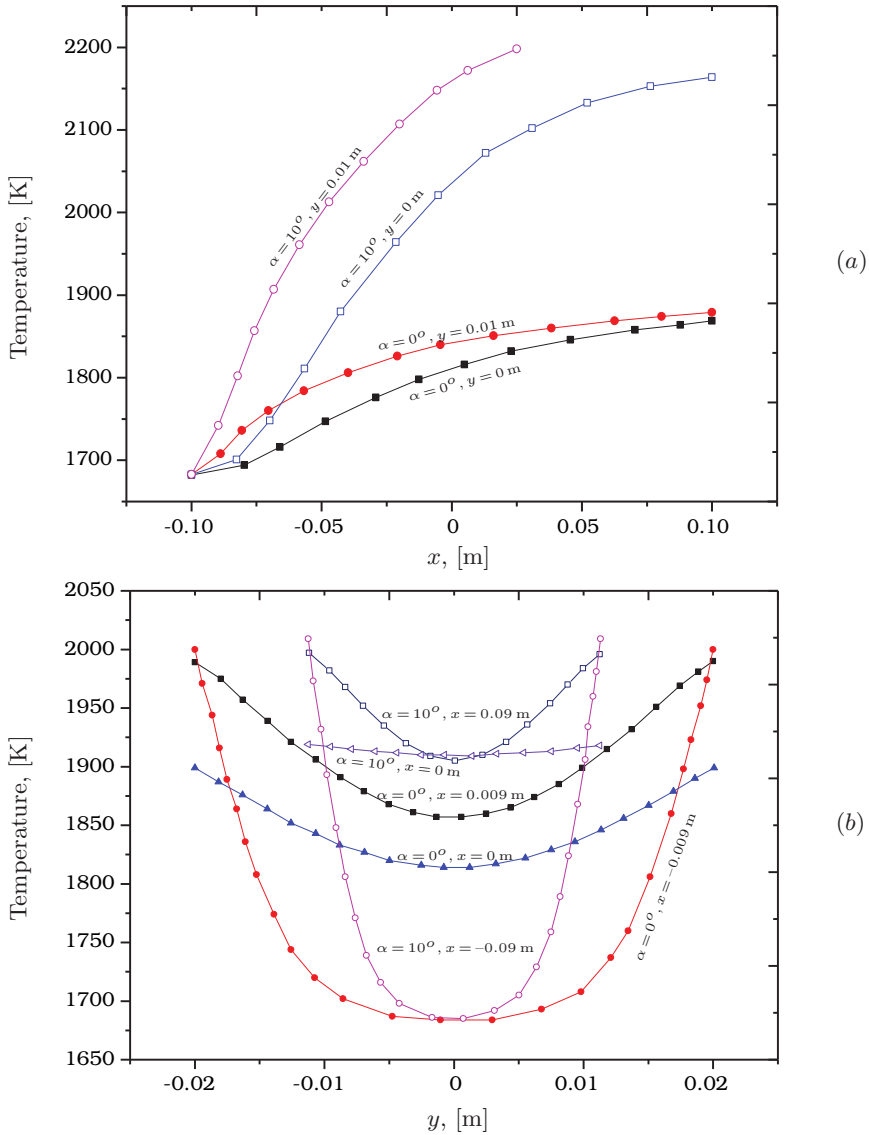 2200
2100
2000
1900
1800
1700
Temperature, [K]
α = 10°, y = 0.01 m
α = 10°, y = 0 m
α = 0°, y = 0.01 m
α = 0°, y = 0 m
(a)
-0.10 -0.05 0 0.05 0.10
x, [m]
2050
2000
1950
1900
1850
1800
1750
1700
1650
Temperature, [K]
α = 10°, x = 0.09 m
α = 10°, x = 0 m
α = 0°, x = 0.009 m
α = 0°, x = 0 m
α = 10°, x = –0.09 m
α = 0°, x = –0.009 m
(b)
-0.02 -0.01 0 0.01 0.02
y, [m]